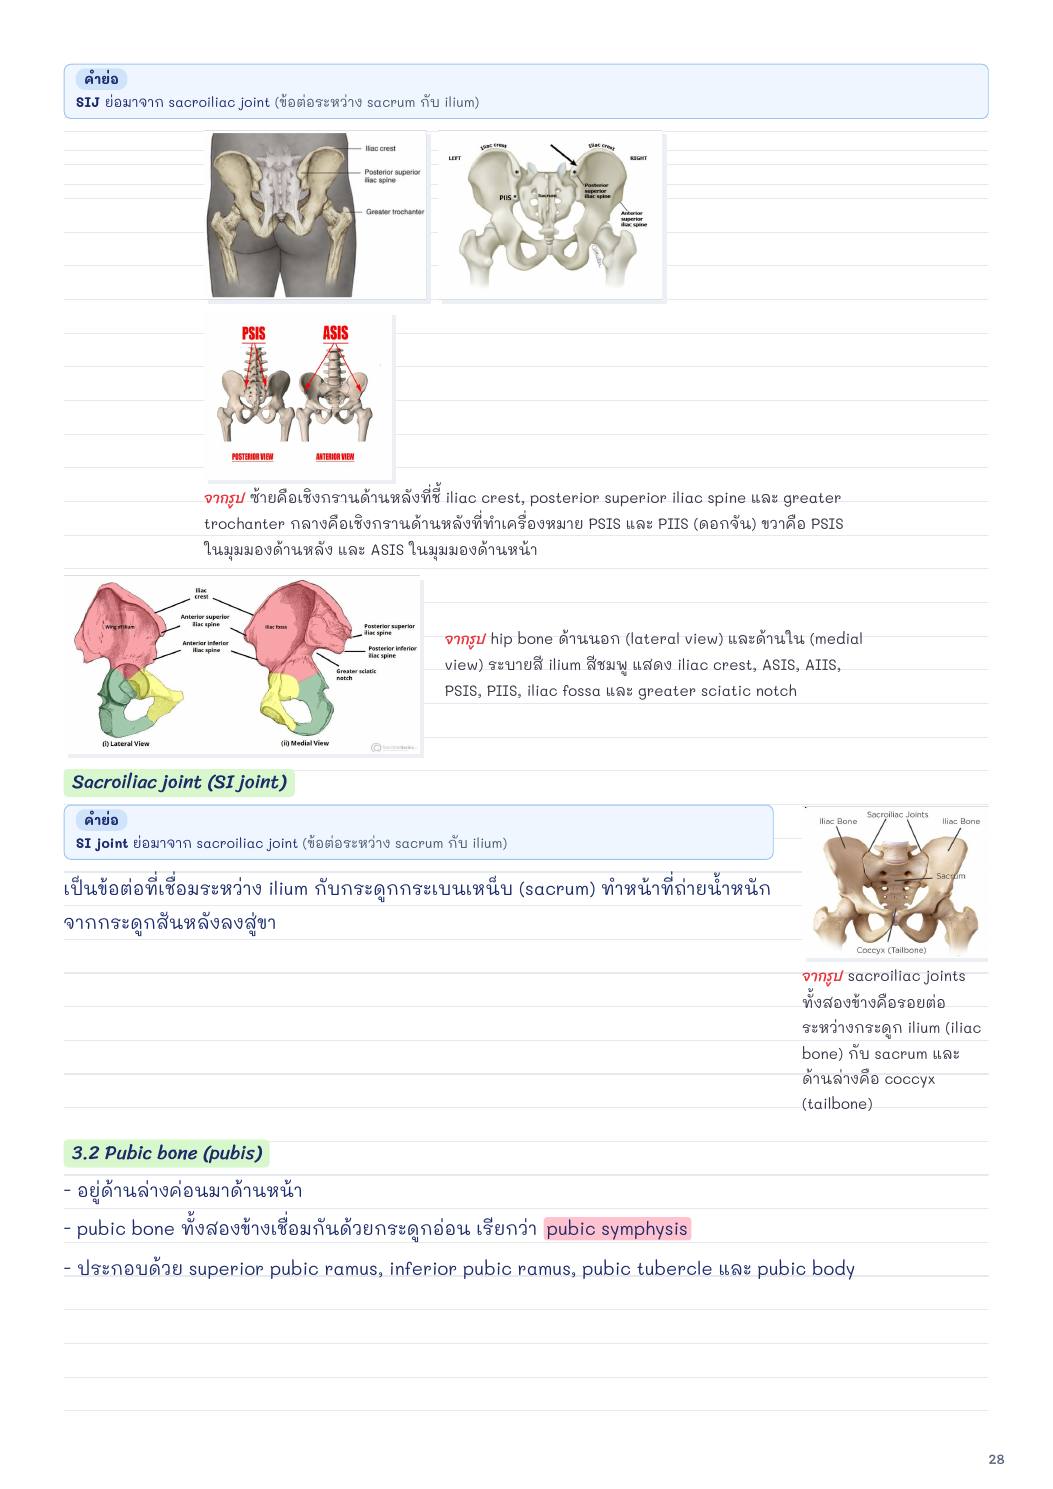 คำย่อ
SIJ ย่อมาจาก sacroiliac joint (ข้อต่อระหว่าง sacrum กับ ilium)
Iliac crest
Posterior superior
iliac spine
Greater trochanter
LEFT
Iliac crest
Iliac crest
RIGHT
PIIS *
Sacrum
Posterior
superior
iliac spine
Anterior
superior
iliac spine
PSIS
ASIS
POSTERIOR VIEW
ANTERIOR VIEW
จากรูป ซ้ายคือเชิงกรานด้านหลังที่ชี้ iliac crest, posterior superior iliac spine และ greater
trochanter กลางคือเชิงกรานด้านหลังที่ทำเครื่องหมาย PSIS และ PIIS (ดอกจัน) ขวาคือ PSIS
ในมุมมองด้านหลัง และ ASIS ในมุมมองด้านหน้า
Iliac
crest
Wing of ilium
Anterior superior
iliac spine
Iliac fossa
Posterior superior
iliac spine
Anterior inferior
iliac spine
Posterior inferior
iliac spine
Greater sciatic
notch
(i) Lateral View
(ii) Medial View
จากรูป hip bone ด้านนอก (lateral view) และด้านใน (medial
view) ระบายสี ilium สีชมพู แสดง iliac crest, ASIS, AIIS,
PSIS, PIIS, iliac fossa และ greater sciatic notch
Sacroiliac joint (SI joint)
คำย่อ
SI joint ย่อมาจาก sacroiliac joint (ข้อต่อระหว่าง sacrum กับ ilium)
เป็นข้อต่อที่เชื่อมระหว่าง ilium กับกระดูกกระเบนเหน็บ (sacrum) ทำหน้าที่ถ่ายน้ำหนัก
จากกระดูกสันหลังลงสู่ขา
Sacroiliac Joints
Iliac Bone
Iliac Bone
Sacrum
Coccyx (Tailbone)
จากรูป sacroiliac joints
ทั้งสองข้างคือรอยต่อ
ระหว่างกระดูก ilium (iliac
bone) กับ sacrum และ
ด้านล่างคือ coccyx
(tailbone)
3.2 Pubic bone (pubis)
- อยู่ด้านล่างค่อนมาด้านหน้า
- pubic bone ทั้งสองข้างเชื่อมกันด้วยกระดูกอ่อน เรียกว่า pubic symphysis
- ประกอบด้วย superior pubic ramus, inferior pubic ramus, pubic tubercle และ pubic body
28